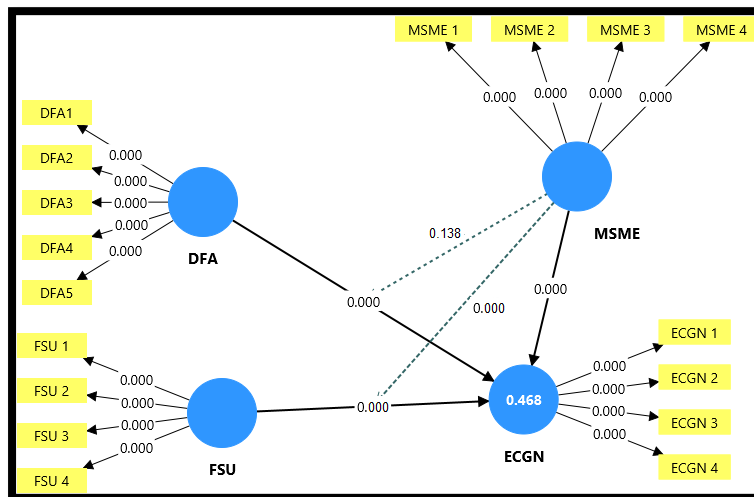 MSME 1
MSME 2
MSME 3
MSME 4
0.000
0.000
0.000
0.000
MSME
DFA1
DFA2
DFA3
DFA4
DFA5
0.000
0.000
0.000
0.000
0.000
DFA
0.138
0.000
0.000
0.000
FSU 1
FSU 2
FSU 3
FSU 4
0.000
0.000
0.000
0.000
FSU
0.000
0.468
ECGN
0.000
0.000
0.000
0.000
ECGN 1
ECGN 2
ECGN 3
ECGN 4